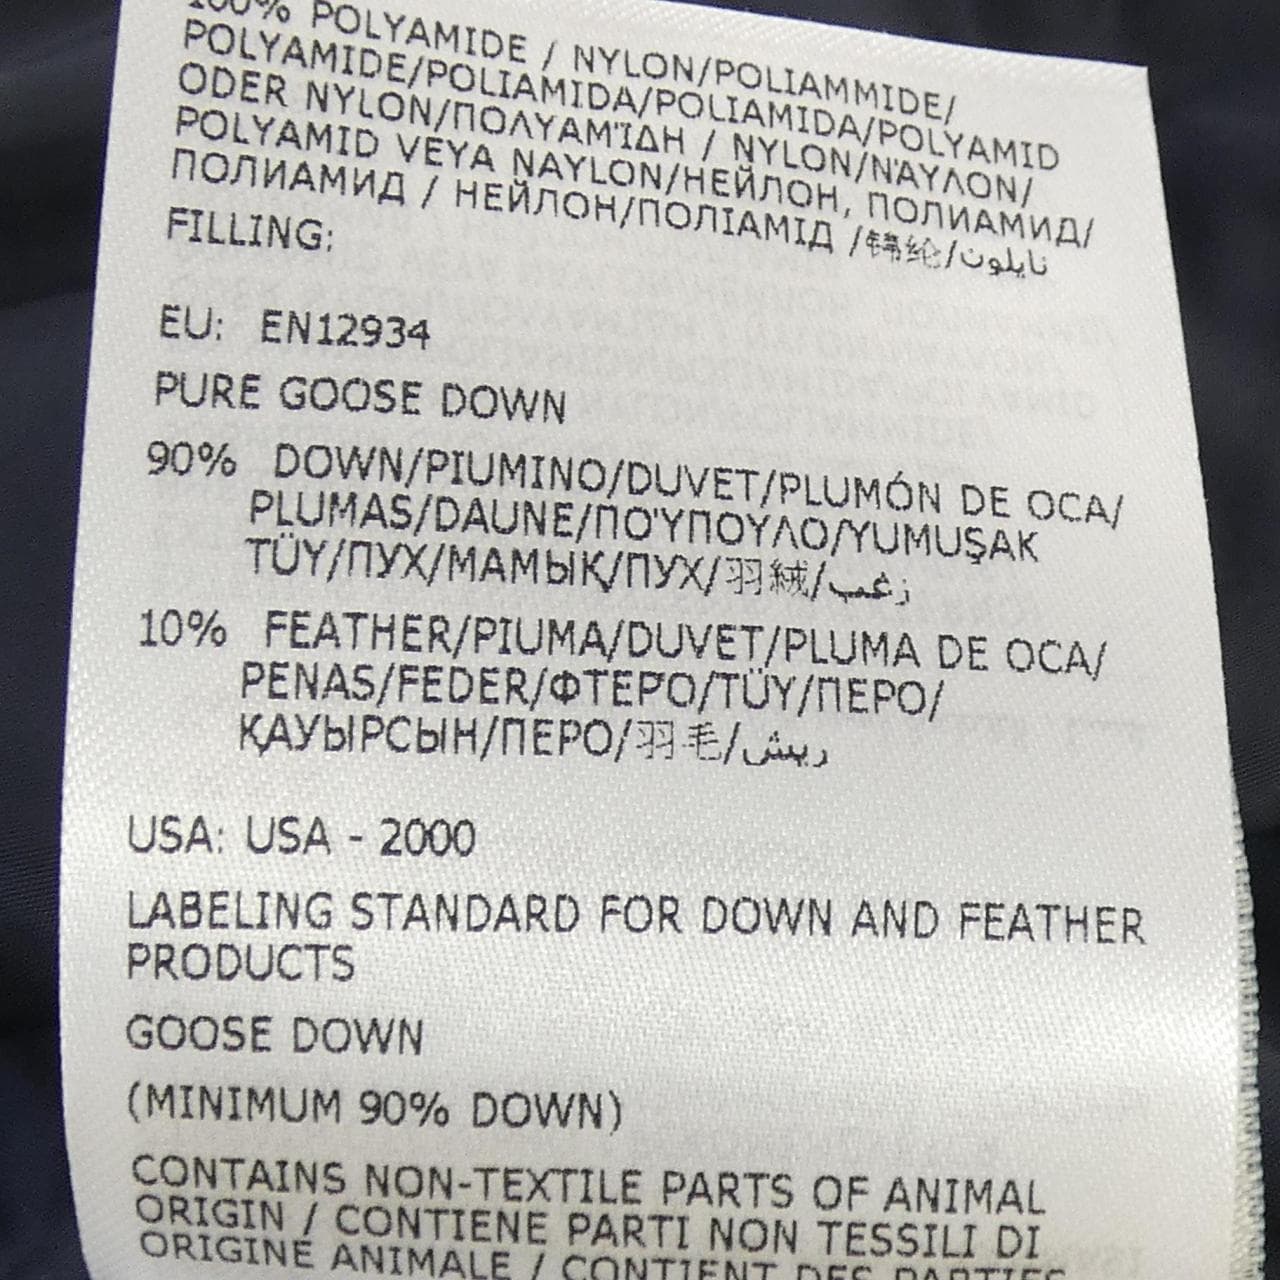 100% POLYAMIDE / NYLON/POLIAMMIDE/
POLYAMIDE/POLIAMIDA/POLIAMIDA/POLYAMID
ODER NYLON/ΠΟΛΥΑΜΊΔΗ / NYLON/ΝΆΥΛΟΝ/
POLYAMID VEYA NAYLON/НЕЙЛОН, ПОЛИАМИД/
ПОЛИАМИД / НЕЙЛОН/ПОЛІАМІД /锦纶/نايلون
FILLING:
EU: EN12934
PURE GOOSE DOWN
90% DOWN/PIUMINO/DUVET/PLUMÓN DE OCA/
PLUMAS/DAUNE/ΠΟΎΠΟΥΛΟ/YUMUŞAK
TÜY/ПУХ/МАМЫҚ/ПУХ/羽絨/زغب
10% FEATHER/PIUMA/DUVET/PLUMA DE OCA/
PENAS/FEDER/ΦΤΕΡΌ/TÜY/ПЕРО/
ҚАУЫРСЫН/ПЕРО/羽毛/ريش
USA: USA - 2000
LABELING STANDARD FOR DOWN AND FEATHER
PRODUCTS
GOOSE DOWN
(MINIMUM 90% DOWN)
CONTAINS NON-TEXTILE PARTS OF ANIMAL
ORIGIN / CONTIENE PARTI NON TESSILI DI
ORIGINE ANIMALE / CONTIENT DES PARTIES